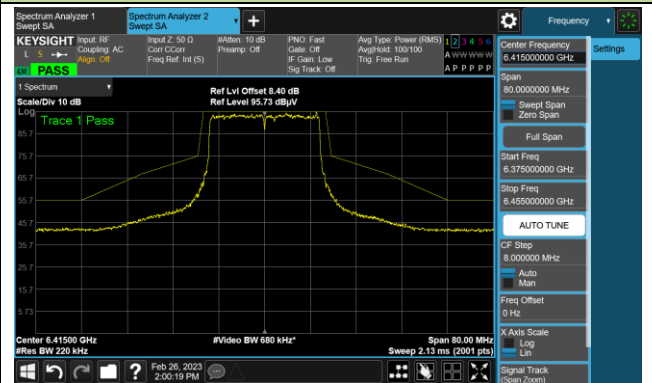 Spectrum Analyzer 1
Swept SA
Spectrum Analyzer 2
Swept SA
Frequency
KEYSIGHT
L S
PASS
Input: RF
Coupling: AC
Align: Off
Input Z: 50 Ω
Corr CCorr
Freq Ref: Int (S)
#Atten: 10 dB
Preamp: Off
PNO: Fast
Gate: Off
IF Gain: Low
Sig Track: Off
Avg Type: Power (RMS)
Avg|Hold: 100/100
Trig: Free Run
1 2 3 4 5 6
A W W W W W
A P P P P P
1 Spectrum
Scale/Div 10 dB
Ref Lvl Offset 8.40 dB
Ref Level 95.73 dBµV
Log
Trace 1 Pass
85.7
75.7
65.7
55.7
45.7
35.7
25.7
15.7
5.73
Center 6.41500 GHz
#Res BW 220 kHz
#Video BW 680 kHz*
Span 80.00 MHz
Sweep 2.13 ms (2001 pts)
Feb 26, 2023
2:00:19 PM
Center Frequency
6.415000000 GHz
Settings
Span
80.0000000 MHz
Swept Span
Zero Span
Full Span
Start Freq
6.375000000 GHz
Stop Freq
6.455000000 GHz
AUTO TUNE
CF Step
8.000000 MHz
Auto
Man
Freq Offset
0 Hz
X Axis Scale
Log
Lin
Signal Track
(Span Zoom)